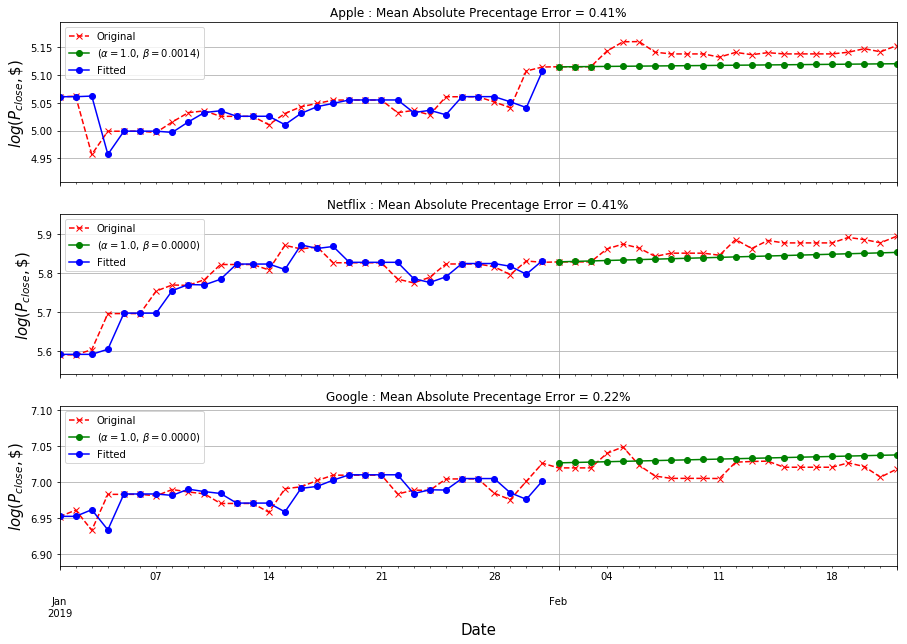 Apple : Mean Absolute Precentage Error = 0.41%
Original
(α = 1.0, β = 0.0014)
Fitted
5.15
5.10
5.05
5.00
4.95
log(P_close, $)
Netflix : Mean Absolute Precentage Error = 0.41%
Original
(α = 1.0, β = 0.0000)
Fitted
5.9
5.8
5.7
5.6
log(P_close, $)
Google : Mean Absolute Precentage Error = 0.22%
Original
(α = 1.0, β = 0.0000)
Fitted
7.10
7.05
7.00
6.95
6.90
log(P_close, $)
07 14 21 28 04 11 18
Jan Feb
2019
Date